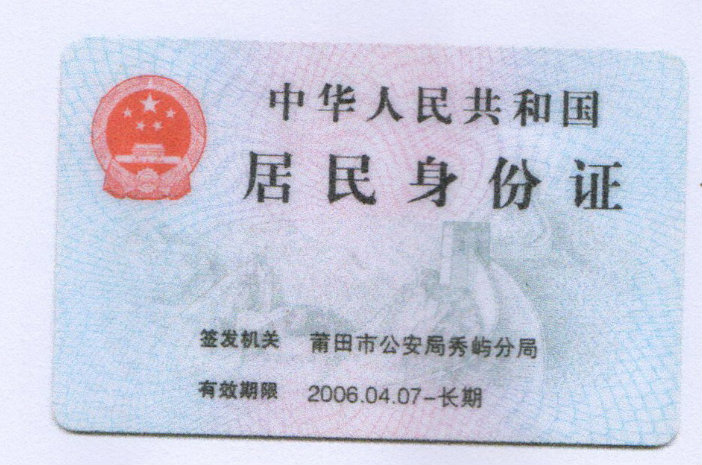 中华人民共和国
居民身份证
签发机关 莆田市公安局秀屿分局
有效期限 2006.04.07-长期